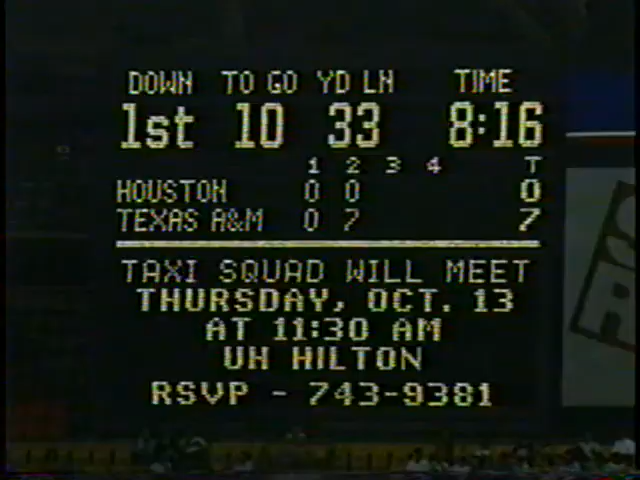 DOWN TO GO YD LN TIME
1st 10 33 8:16
1 2 3 4 T
HOUSTON 0 0 0
TEXAS A&M 0 7 7
TAXI SQUAD WILL MEET
THURSDAY, OCT. 13
AT 11:30 AM
UH HILTON
RSVP - 743-9381